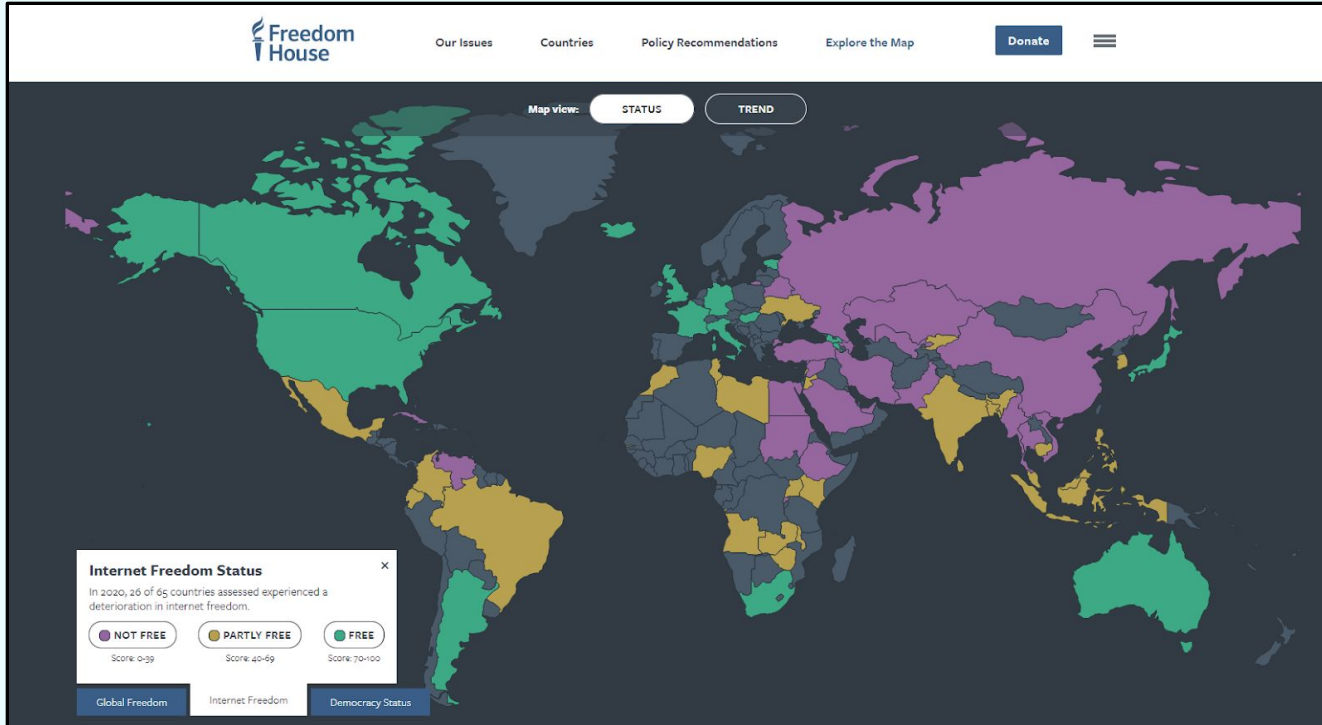 Freedom
House
Our Issues
Countries
Policy Recommendations
Explore the Map
Donate
Map view:
STATUS
TREND
Internet Freedom Status
×
In 2020, 26 of 65 countries assessed experienced a
deterioration in internet freedom.
NOT FREE
PARTLY FREE
FREE
Score: 0-39
Score: 40-69
Score: 70-100
Global Freedom
Internet Freedom
Democracy Status